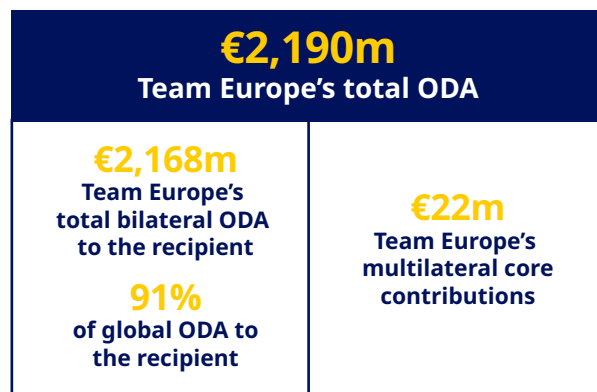 €2,190m
Team Europe’s total ODA
€2,168m
Team Europe’s
total bilateral ODA
to the recipient
91%
of global ODA to
the recipient
€22m
Team Europe’s
multilateral core
contributions